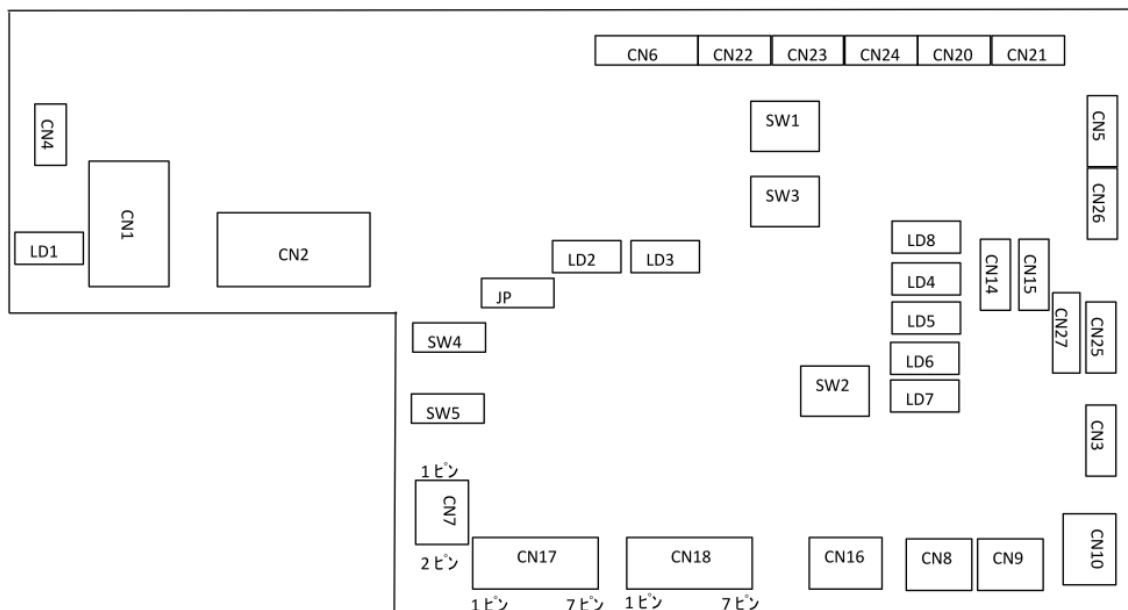 CN6 CN22 CN23 CN24 CN20 CN21
CN4
SW1
CN5
CN1
SW3
CN26
LD1
CN2
LD2 LD3
LD8
CN14 CN15
LD4
JP
LD5
CN27 CN25
SW4
LD6
SW2
LD7
SW5
CN3
1ピン
CN7
2ピン
CN17
CN18
CN16
CN8
CN9
CN10
1ピン 7ピン 1ピン 7ピン